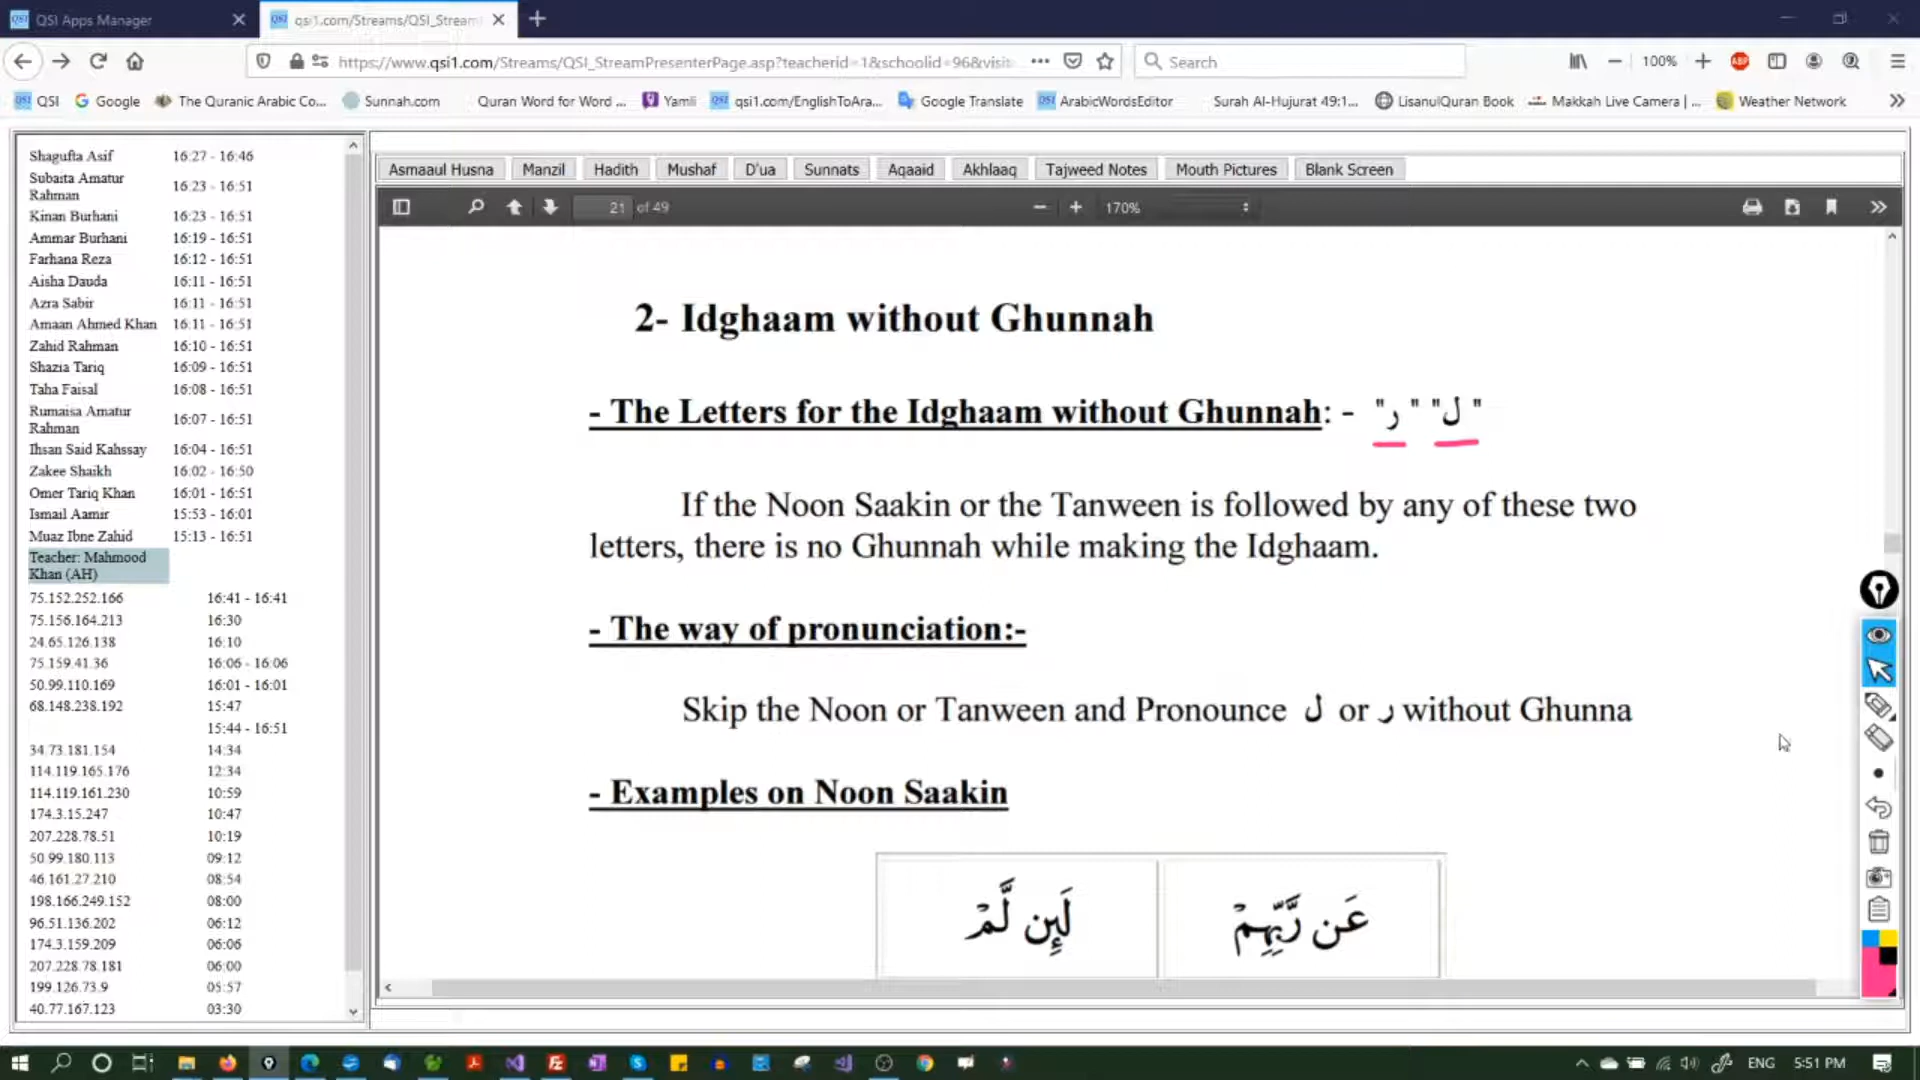 QSI Apps Manager
qsi1.com/Streams/QSI_Stream
https://www.qsi1.com/Streams/QSI_StreamPresenterPage.asp?teacherid=1&schoolid=96&visit
Search
100%
QSI
Google
The Quranic Arabic Co...
Sunnah.com
Quran Word for Word ...
Yamli
qsi1.com/EnglishToAra...
Google Translate
ArabicWordsEditor
Surah Al-Hujurat 49:1...
LisanulQuran Book
Makkah Live Camera | ...
Weather Network
Shagufta Asif 16:27 - 16:46
Subaita Amatur
Rahman 16:23 - 16:51
Kinan Burhani 16:23 - 16:51
Ammar Burhani 16:19 - 16:51
Farhana Reza 16:12 - 16:51
Aisha Dauda 16:11 - 16:51
Azra Sabir 16:11 - 16:51
Amaan Ahmed Khan 16:11 - 16:51
Zahid Rahman 16:10 - 16:51
Shazia Tariq 16:09 - 16:51
Taha Faisal 16:08 - 16:51
Rumaisa Amatur
Rahman 16:07 - 16:51
Ihsan Said Kahssay 16:04 - 16:51
Zakee Shaikh 16:02 - 16:50
Omer Tariq Khan 16:01 - 16:51
Ismail Aamir 15:53 - 16:01
Muaz Ibne Zahid 15:13 - 16:51
Teacher: Mahmood
Khan (AH)
75.152.252.166 16:41 - 16:41
75.156.164.213 16:30
24.65.126.138 16:10
75.159.41.36 16:06 - 16:06
50.99.110.169 16:01 - 16:01
68.148.238.192 15:47
15:44 - 16:51
34.73.181.154 14:34
114.119.165.176 12:34
114.119.161.230 10:59
174.3.15.247 10:47
207.228.78.51 10:19
50.99.180.113 09:12
46.161.27.210 08:54
198.166.249.152 08:00
96.51.136.202 06:12
174.3.159.209 06:06
207.228.78.181 06:00
199.126.73.9 05:57
40.77.167.123 03:30
Asmaaul Husna
Manzil
Hadith
Mushaf
D'ua
Sunnats
Aqaaid
Akhlaaq
Tajweed Notes
Mouth Pictures
Blank Screen
21 of 49
170%
2- Idghaam without Ghunnah
- The Letters for the Idghaam without Ghunnah: - "ر" "ل"
If the Noon Saakin or the Tanween is followed by any of these two
letters, there is no Ghunnah while making the Idghaam.
- The way of pronunciation:-
Skip the Noon or Tanween and Pronounce ل or ر without Ghunna
- Examples on Noon Saakin
عَن رَّبِّهِمْ
لَئِن لَّمْ
ENG
5:51 PM